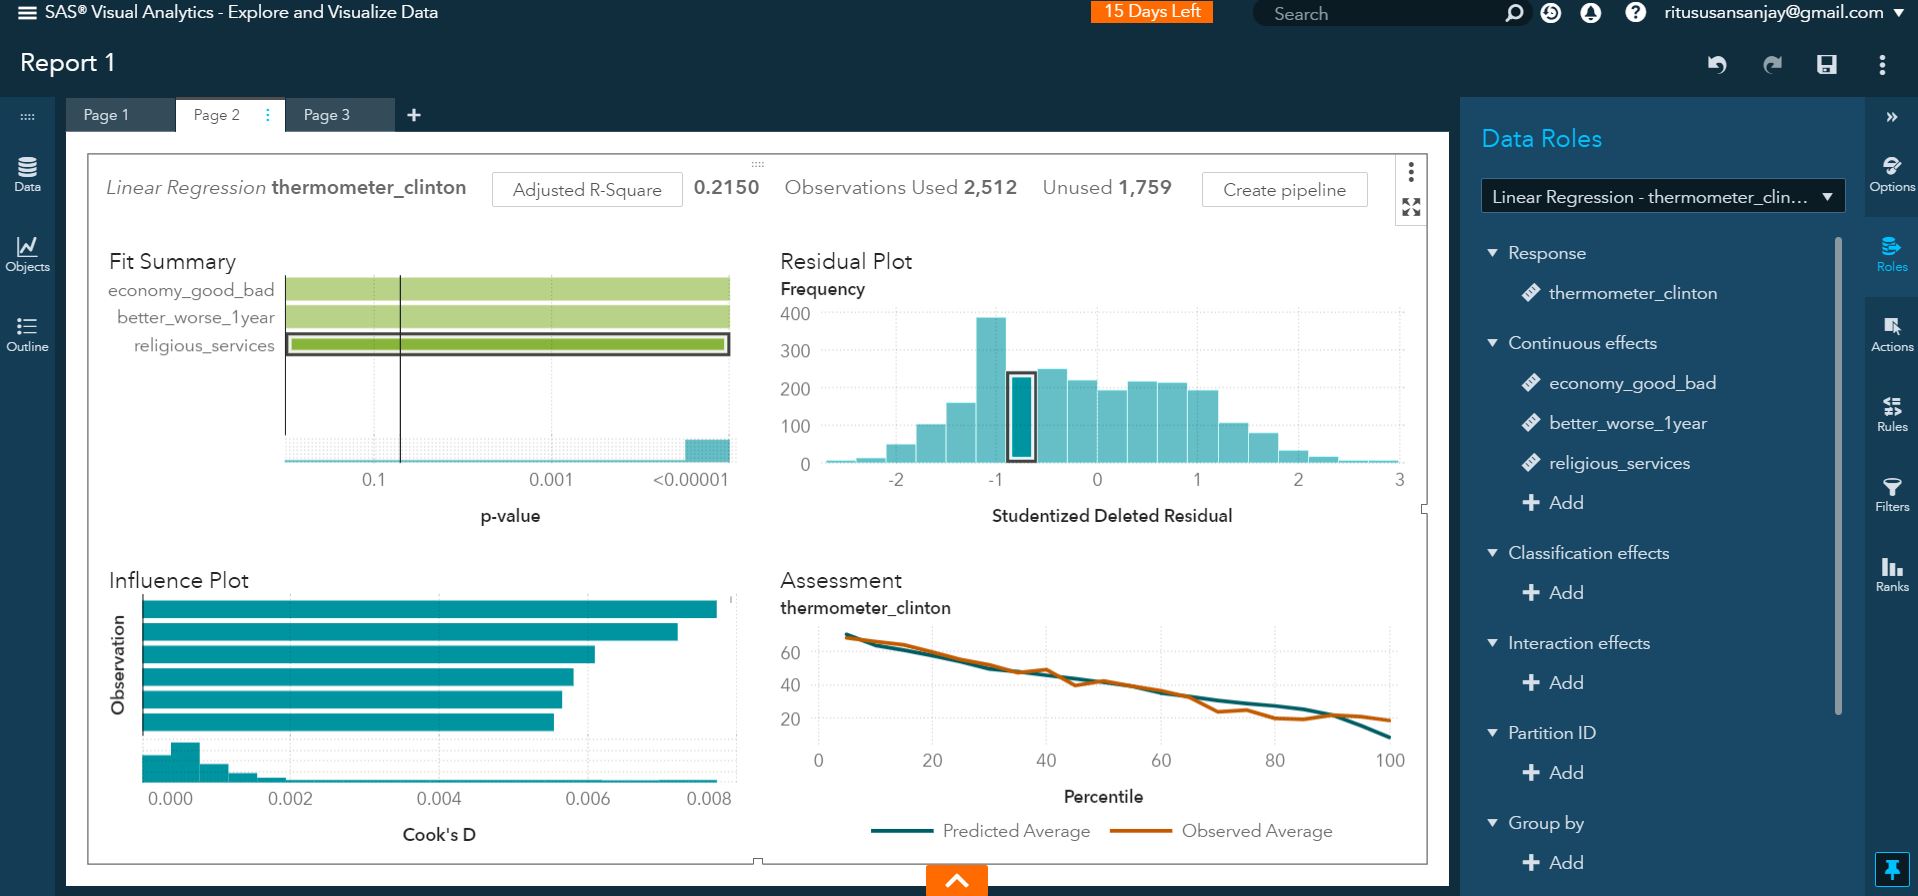 SAS® Visual Analytics - Explore and Visualize Data
15 Days Left
Search
ritususansanjay@gmail.com
Report 1
Page 1
Page 2
Page 3
Data
Objects
Outline
Linear Regression thermometer_clinton
Adjusted R-Square
0.2150
Observations Used 2,512
Unused 1,759
Create pipeline
Fit Summary
economy_good_bad
better_worse_1year
religious_services
0.1
0.001
<0.00001
p-value
Residual Plot
Frequency
400
300
200
100
0
-2
-1
0
1
2
3
Studentized Deleted Residual
Influence Plot
Observation
0.000
0.002
0.004
0.006
0.008
Cook's D
Assessment
thermometer_clinton
60
40
20
0
20
40
60
80
100
Percentile
Predicted Average
Observed Average
Data Roles
Linear Regression - thermometer_clin...
Response
thermometer_clinton
Continuous effects
economy_good_bad
better_worse_1year
religious_services
Add
Classification effects
Add
Interaction effects
Add
Partition ID
Add
Group by
Add
Options
Roles
Actions
Rules
Filters
Ranks